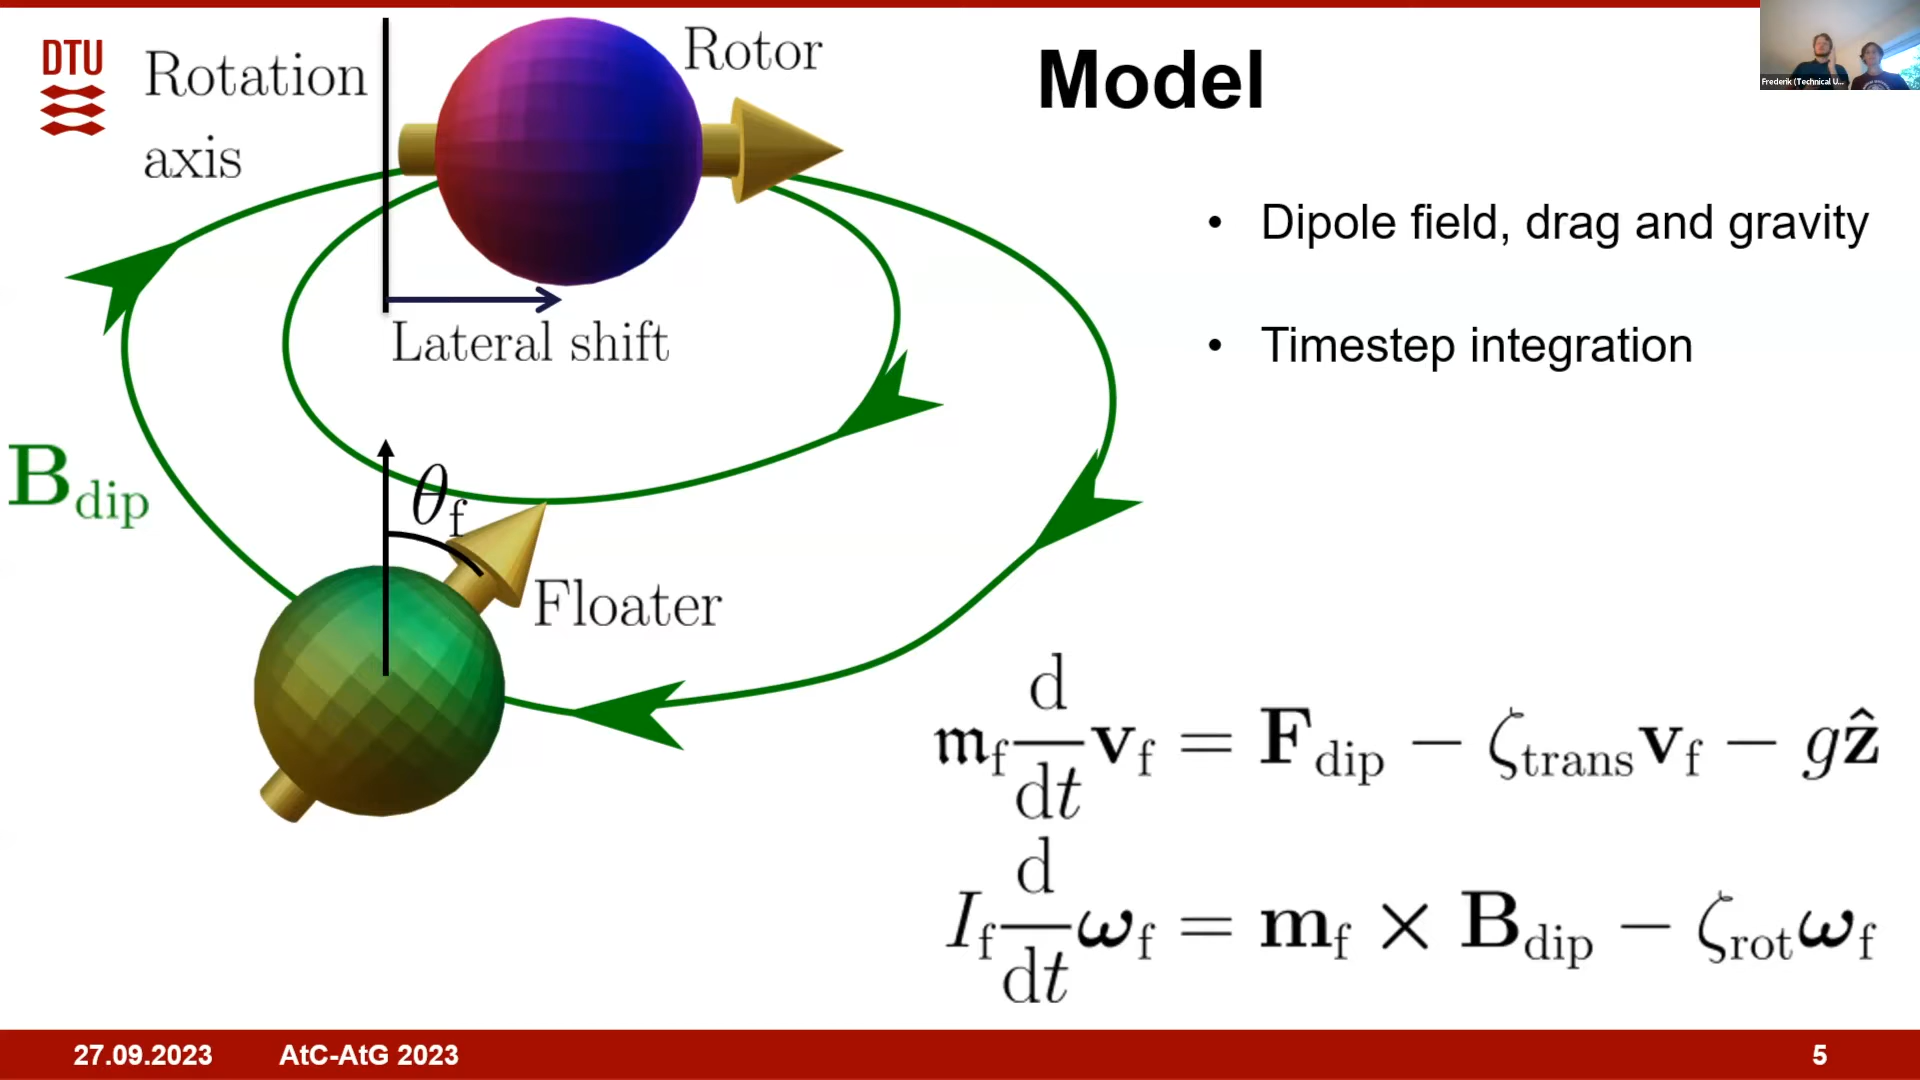 DTU
Rotation
axis
Rotor
Lateral shift
B_dip
θ_f
Floater
Model
Frederik (Technical U...
• Dipole field, drag and gravity
• Timestep integration
𝔪_f d/dt 𝐯_f = 𝐅_dip − ζ_trans 𝐯_f − g𝐳̂
I_f d/dt 𝛚_f = 𝐦_f × 𝐁_dip − ζ_rot 𝛚_f
27.09.2023 AtC-AtG 2023 5